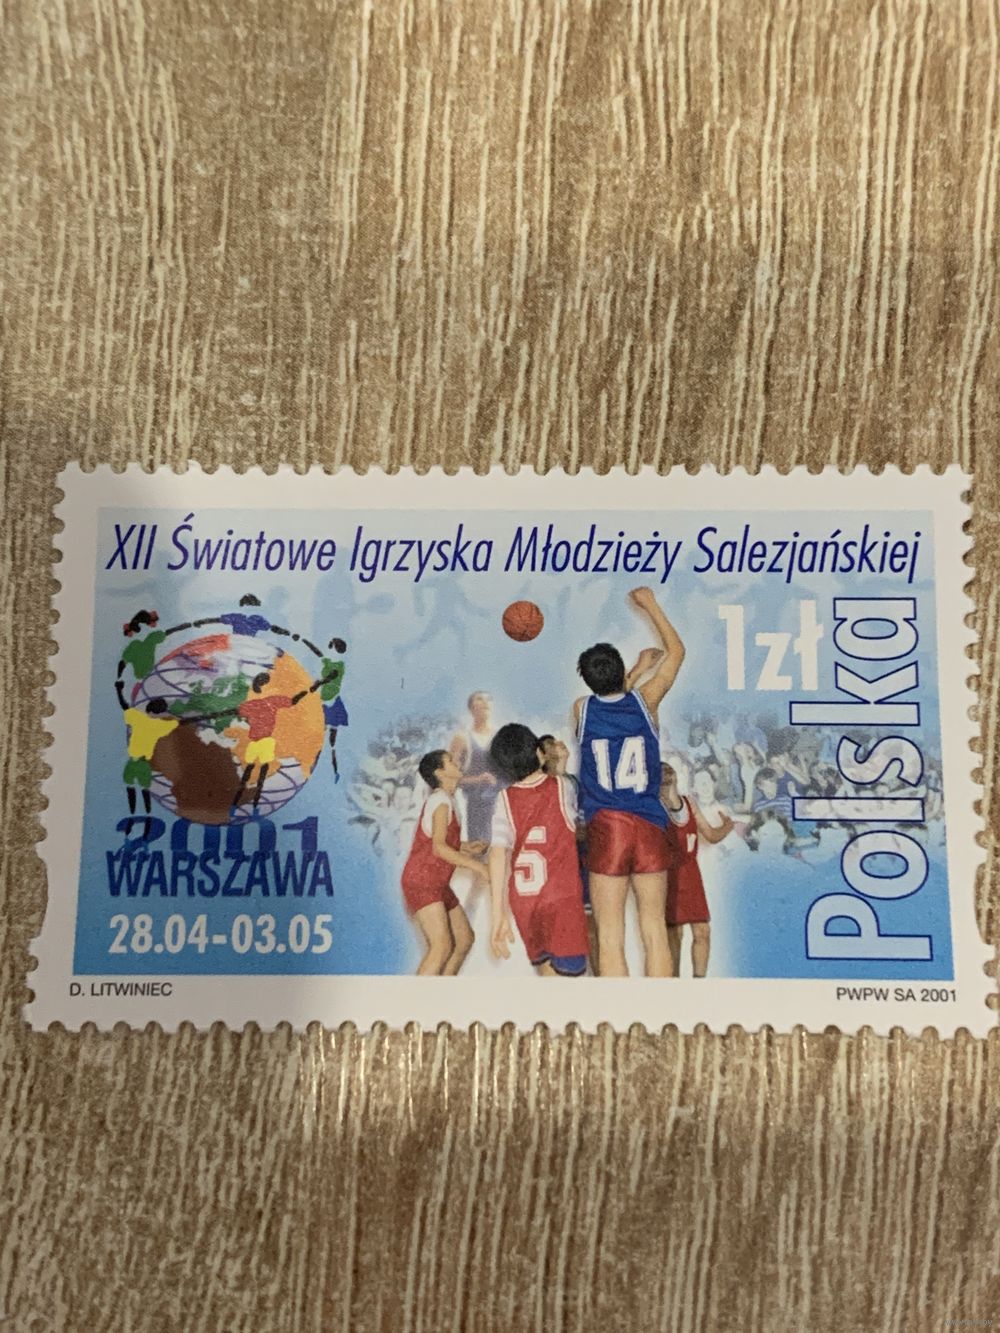 XII Światowe Igrzyska Młodzieży Salezjańskiej
1zł
Polska
14
5
2001
WARSZAWA
28.04-03.05
D. LITWINIEC
PWPW SA 2001